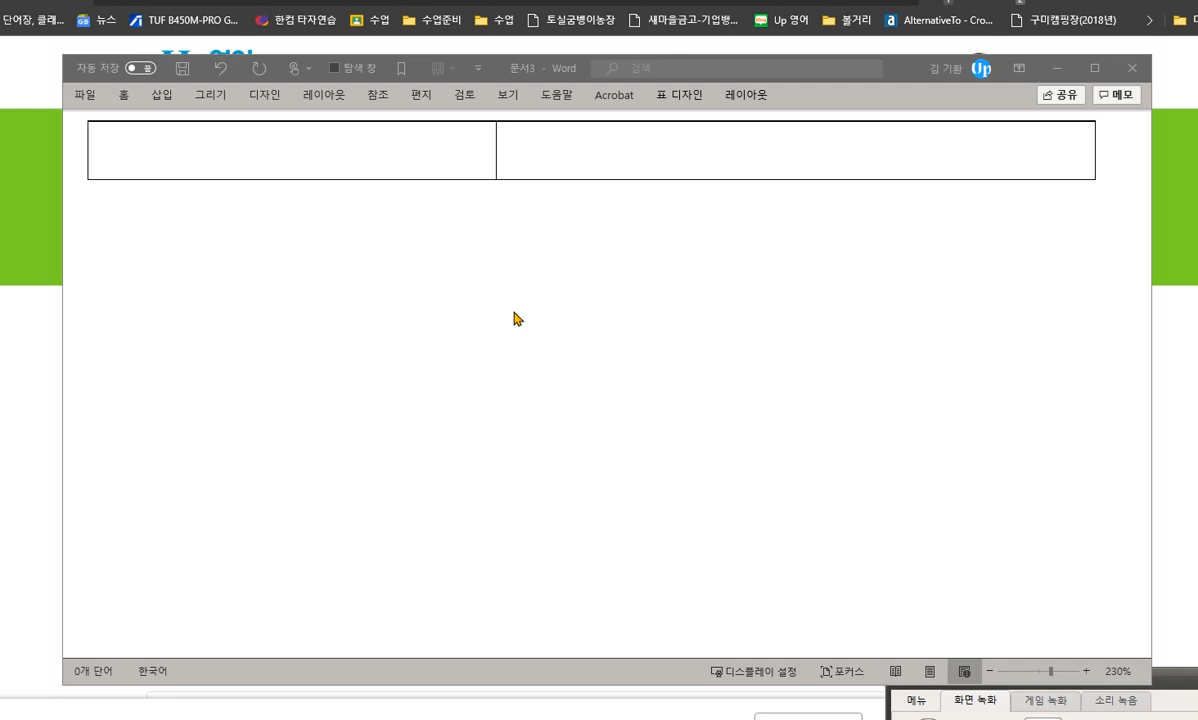 단어장, 클래... 뉴스 TUF B450M-PRO G... 한컴 타자연습 수업 수업준비 수업 토실굼벵이농장 새마을금고-기업뱅... Up 영어 볼거리 AlternativeTo - Cro... 구미캠핑장(2018년)
자동 저장 끔 탐색 창 문서3 - Word 검색 김 기환 Up
파일 홈 삽입 그리기 디자인 레이아웃 참조 편지 검토 보기 도움말 Acrobat 표 디자인 레이아웃 공유 메모
0개 단어 한국어 디스플레이 설정 포커스 230%
메뉴 화면 녹화 게임 녹화 소리 녹음